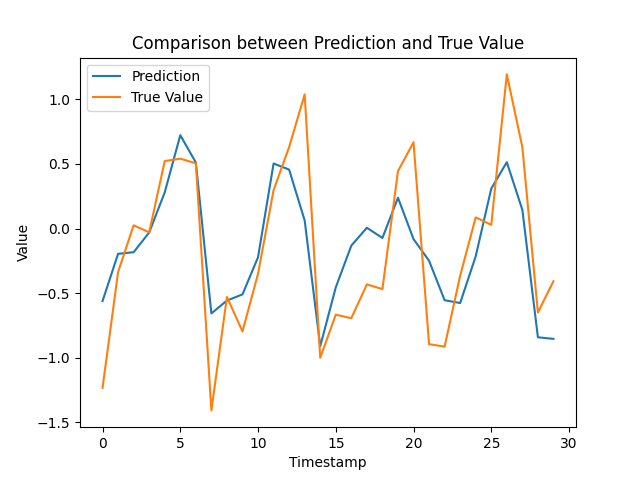 Comparison between Prediction and True Value
Prediction
True Value
1.0
0.5
0.0
−0.5
−1.0
−1.5
Value
0
5
10
15
20
25
30
Timestamp